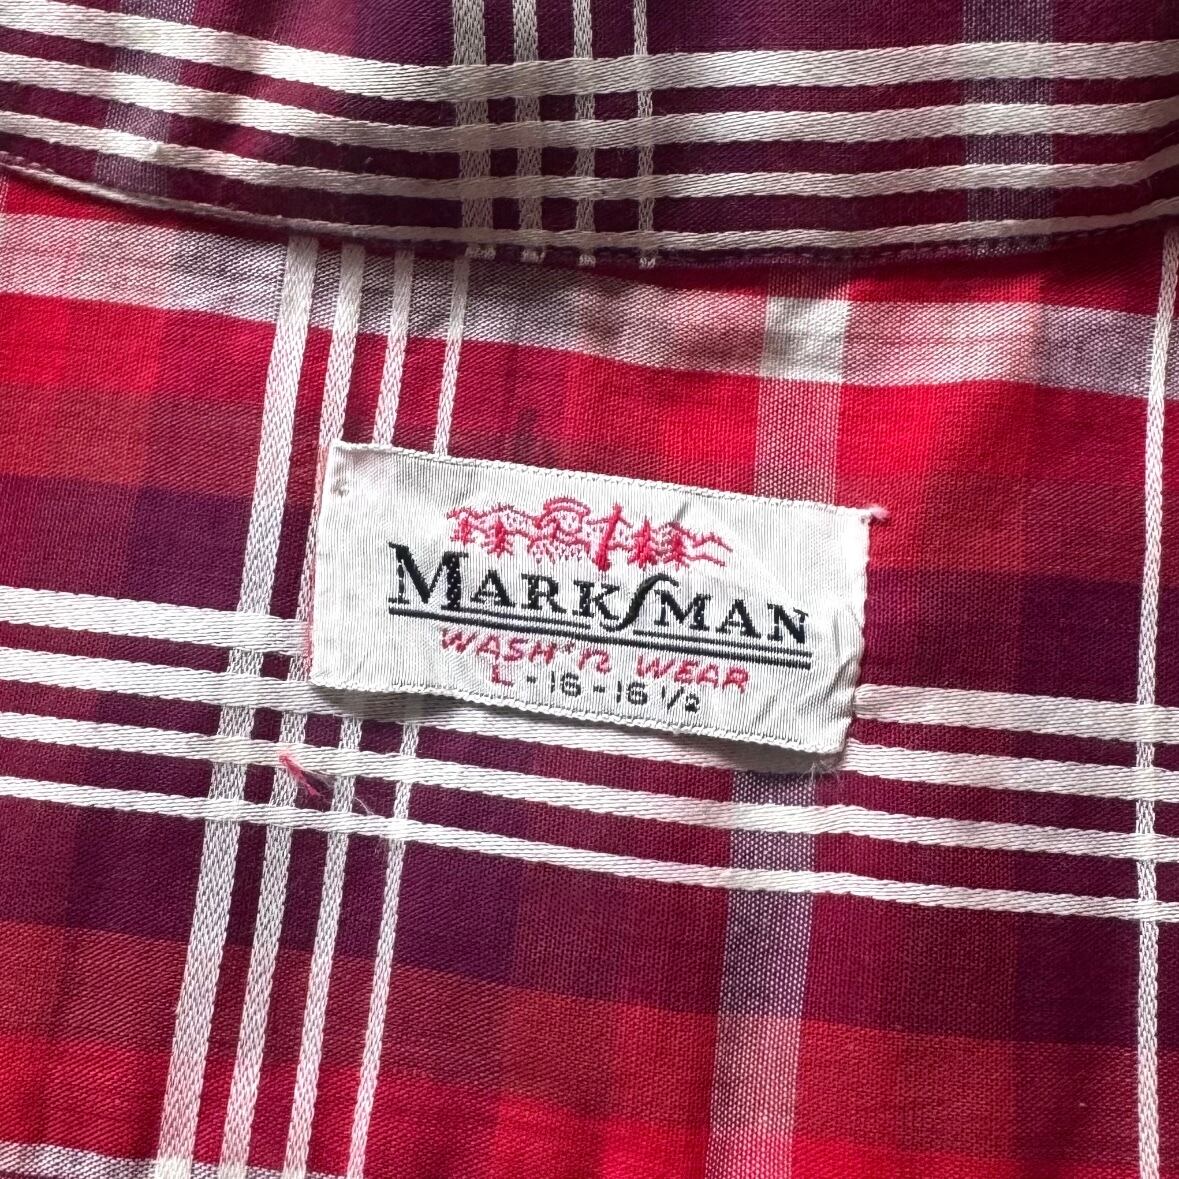 MARKSMAN
WASH'n WEAR
L - 16 - 16 1/2